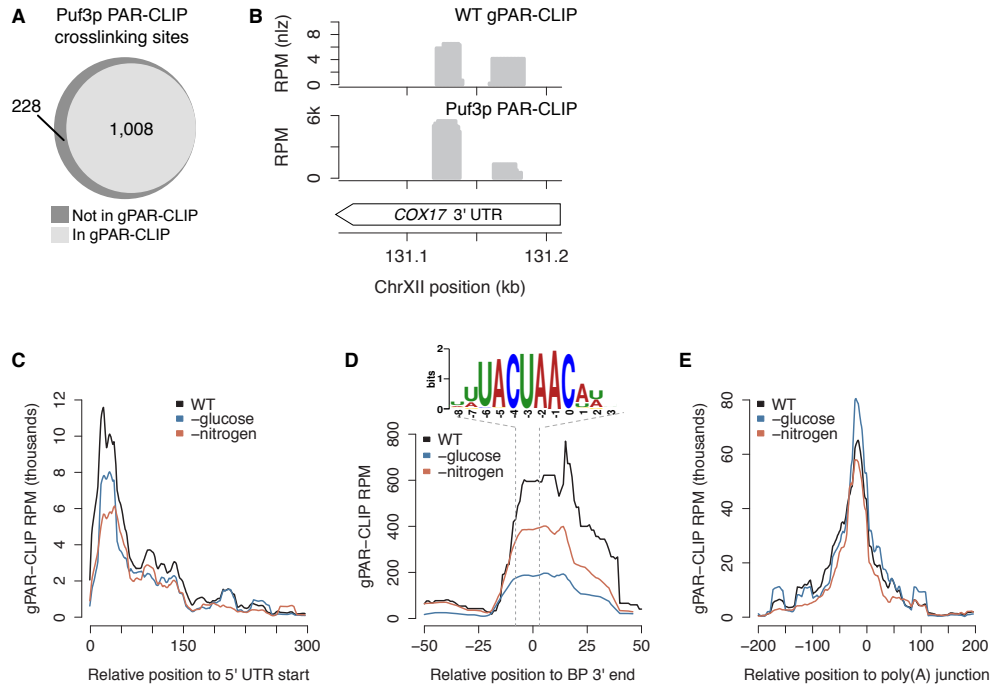 A
Puf3p PAR-CLIP
crosslinking sites
228
1,008
Not in gPAR-CLIP
In gPAR-CLIP
B
WT gPAR-CLIP
RPM (nlz)
8
4
0
Puf3p PAR-CLIP
RPM
6k
0
COX17 3' UTR
131.1
131.2
ChrXII position (kb)
C
WT
−glucose
−nitrogen
gPAR−CLIP RPM (thousands)
12
10
8
6
4
2
0
0
150
300
Relative position to 5' UTR start
D
bits
2
1
0
UUUACUAACAU
-8 -7 -6 -5 -4 -3 -2 -1 0 1 2 3
WT
−glucose
−nitrogen
gPAR−CLIP RPM
800
600
400
200
0
−50
−25
0
25
50
Relative position to BP 3' end
E
WT
−glucose
−nitrogen
gPAR−CLIP RPM (thousands)
80
60
40
20
0
−200
−100
0
100
200
Relative position to poly(A) junction